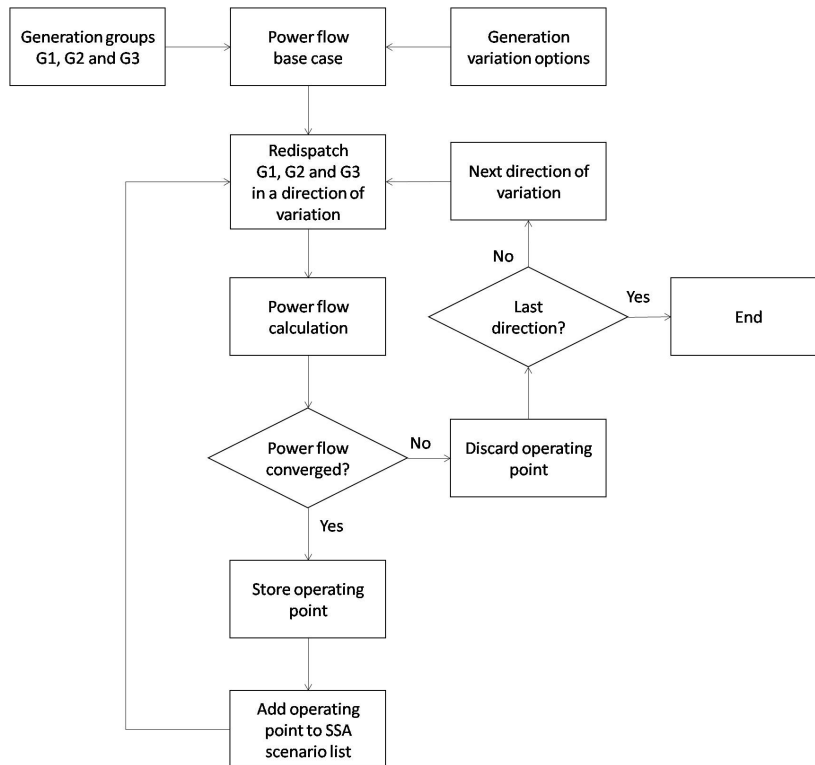 Generation groups
G1, G2 and G3
Power flow
base case
Generation
variation options
Redispatch
G1, G2 and G3
in a direction of
variation
Next direction of
variation
No
Power flow
calculation
Last
direction?
Yes
End
Power flow
converged?
No
Discard operating
point
Yes
Store operating
point
Add operating
point to SSA
scenario list